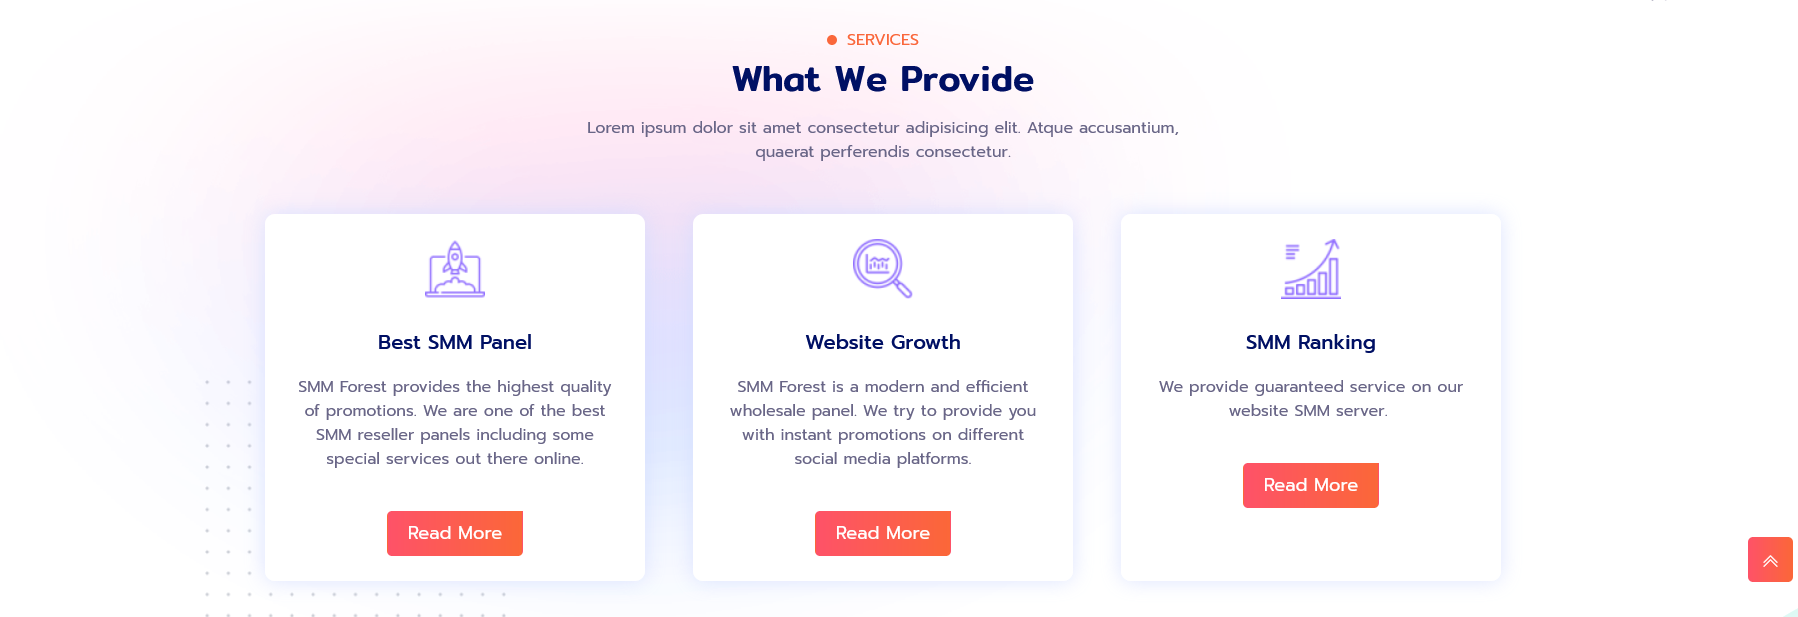 SERVICES
What We Provide
Lorem ipsum dolor sit amet consectetur adipisicing elit. Atque accusantium,
quaerat perferendis consectetur.
Best SMM Panel
SMM Forest provides the highest quality
of promotions. We are one of the best
SMM reseller panels including some
special services out there online.
Read More
Website Growth
SMM Forest is a modern and efficient
wholesale panel. We try to provide you
with instant promotions on different
social media platforms.
Read More
SMM Ranking
We provide guaranteed service on our
website SMM server.
Read More